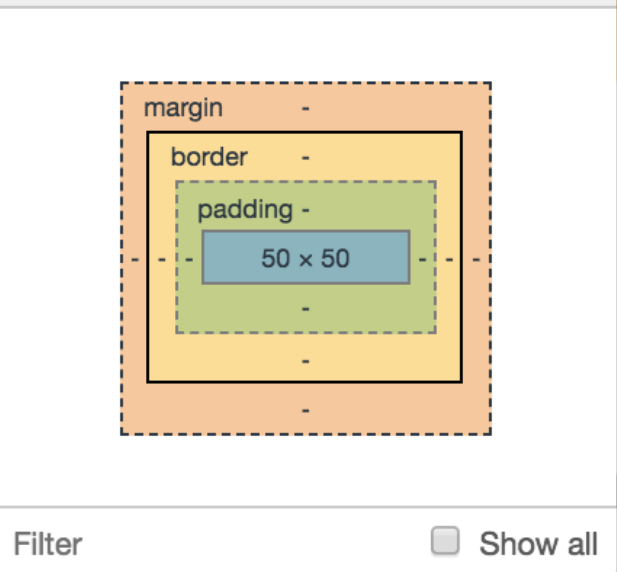 margin -
border -
padding -
- - - 50 × 50 - - -
-
-
-
Filter Show all